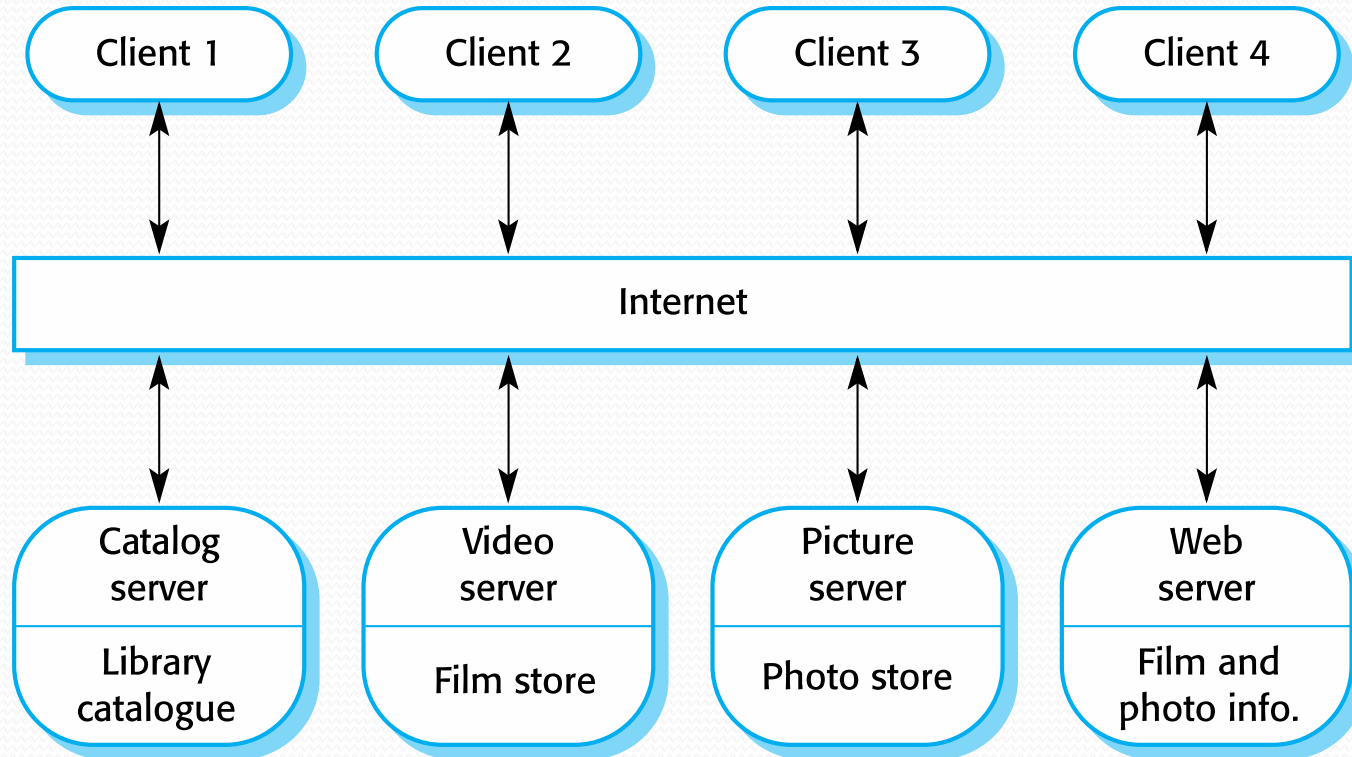 Client 1
Client 2
Client 3
Client 4
Internet
Catalog
server
Library
catalogue
Video
server
Film store
Picture
server
Photo store
Web
server
Film and
photo info.